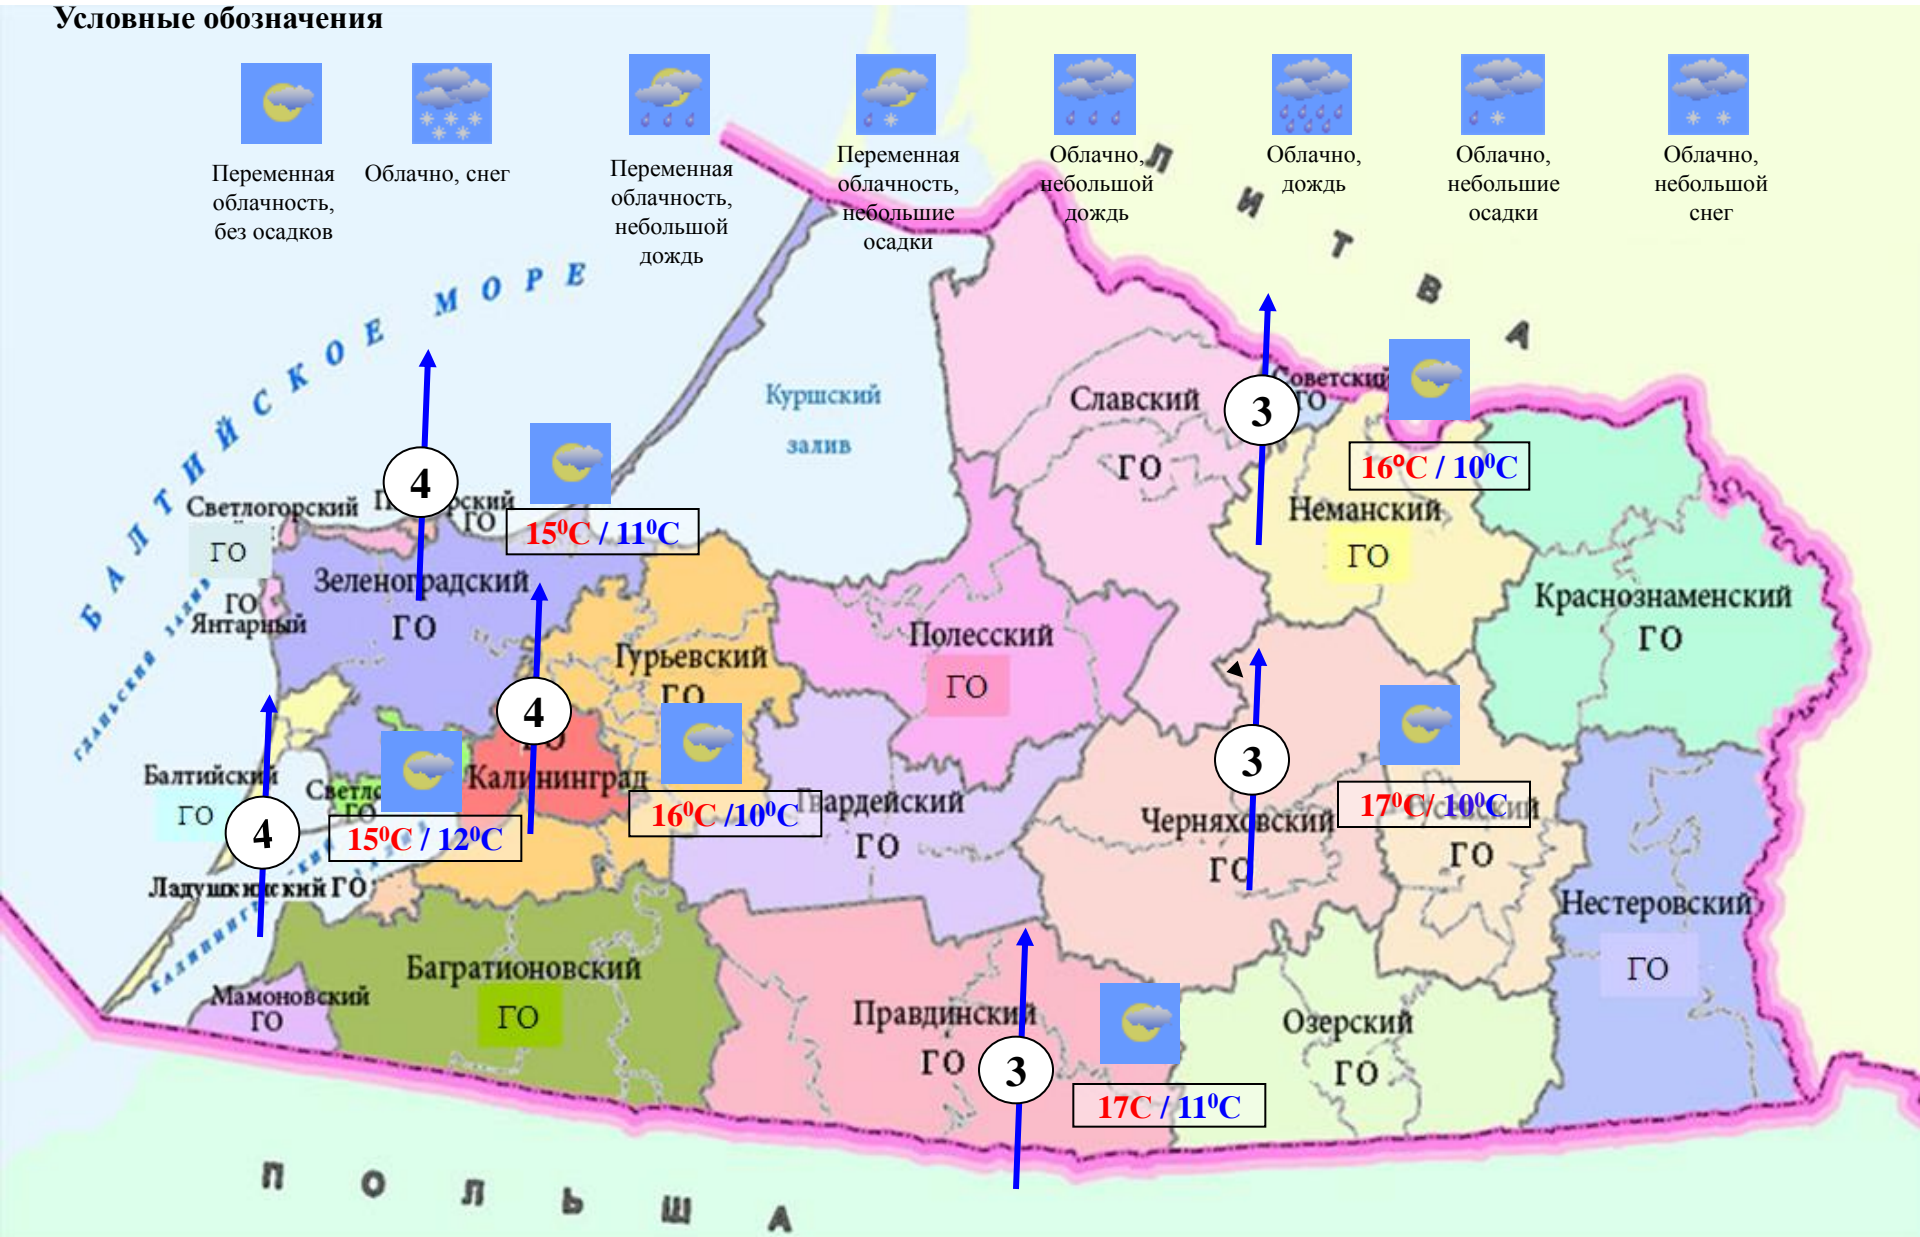 Условные обозначения
Переменная
облачность,
без осадков
Облачно, снег
Переменная
облачность,
небольшой
дождь
Переменная
облачность,
небольшие
осадки
Облачно,
небольшой
дождь
Облачно,
дождь
Облачно,
небольшие
осадки
Облачно,
небольшой
снег
ЛИТВА
БАЛТИЙСКОЕ МОРЕ
Куршский
залив
Славский
ГО
3
Советский
ГО
16⁰С / 10⁰С
Неманский
ГО
4
Светлогорский
ГО
ГО
15⁰С / 11⁰С
Зеленоградский
ГО
ГО
Янтарный
Краснознаменский
ГО
Полесский
ГО
Гурьевский
ГО
4
Калининград
16⁰С /10⁰С
Балтийский
ГО
4
ГО
15⁰С / 12⁰С
Гвардейский
ГО
3
Черняховский
ГО
17⁰С/ 10⁰С
ГО
Ладушкинский ГО
Нестеровский
ГО
Багратионовский
ГО
Мамоновский
ГО
Правдинский
ГО
3
17С / 11⁰С
Озерский
ГО
ПОЛЬША